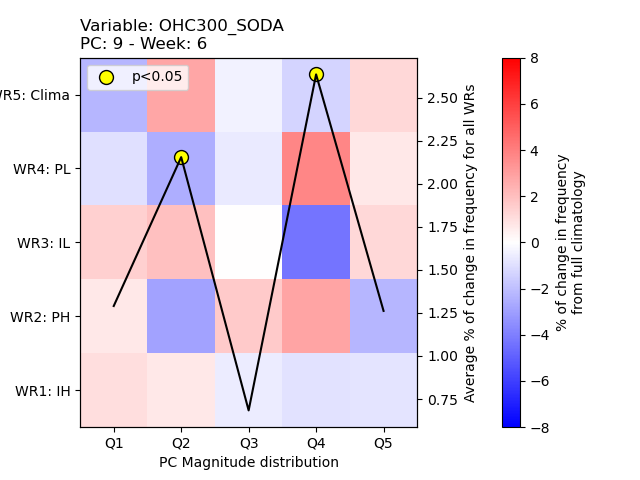 Variable: OHC300_SODA
PC: 9 - Week: 6
p<0.05
WR5: Clima
WR4: PL
WR3: IL
WR2: PH
WR1: IH
Q1 Q2 Q3 Q4 Q5
PC Magnitude distribution
2.50
2.25
2.00
1.75
1.50
1.25
1.00
0.75
Average % of change in frequency for all WRs
8
6
4
2
0
−2
−4
−6
−8
% of change in frequency
from full climatology